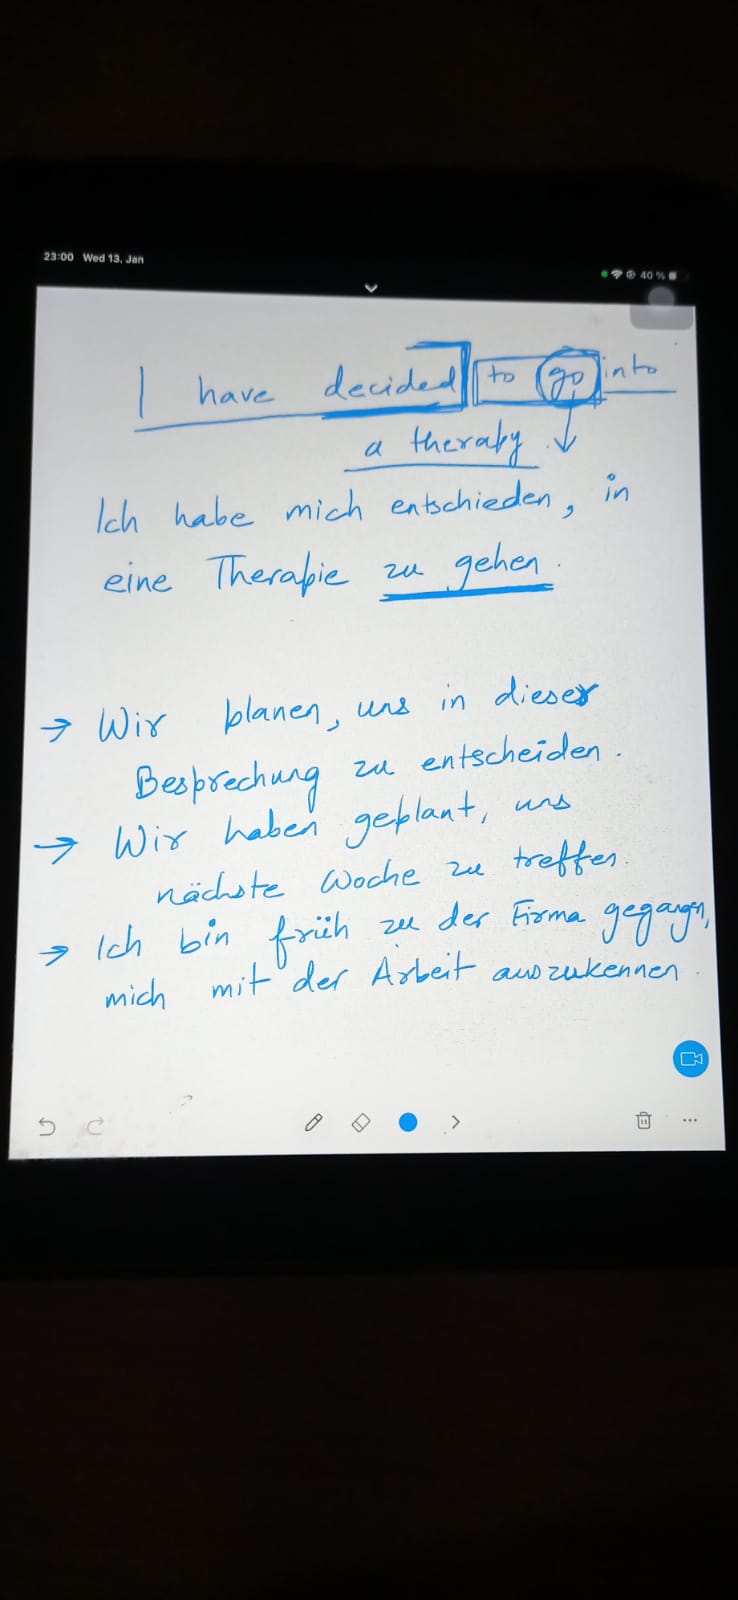 23:00 Wed 13. Jan
40 %
I have decided to go into
a therapy
Ich habe mich entschieden, in
eine Therapie zu gehen.
→ Wir planen, uns in dieser
Besprechung zu entscheiden.
→ Wir haben geplant, uns
nächste Woche zu treffen.
→ Ich bin früh zu der Firma gegangen,
mich mit der Arbeit auszukennen.